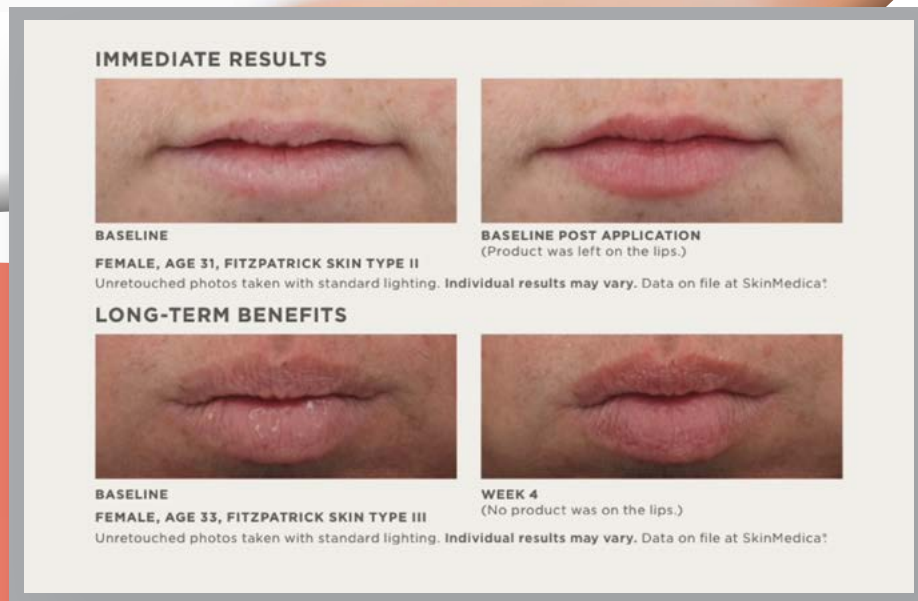 IMMEDIATE RESULTS
BASELINE
BASELINE POST APPLICATION
(Product was left on the lips.)
FEMALE, AGE 31, FITZPATRICK SKIN TYPE II
Unretouched photos taken with standard lighting. Individual results may vary. Data on file at SkinMedica®.
LONG-TERM BENEFITS
BASELINE
WEEK 4
(No product was on the lips.)
FEMALE, AGE 33, FITZPATRICK SKIN TYPE III
Unretouched photos taken with standard lighting. Individual results may vary. Data on file at SkinMedica®.